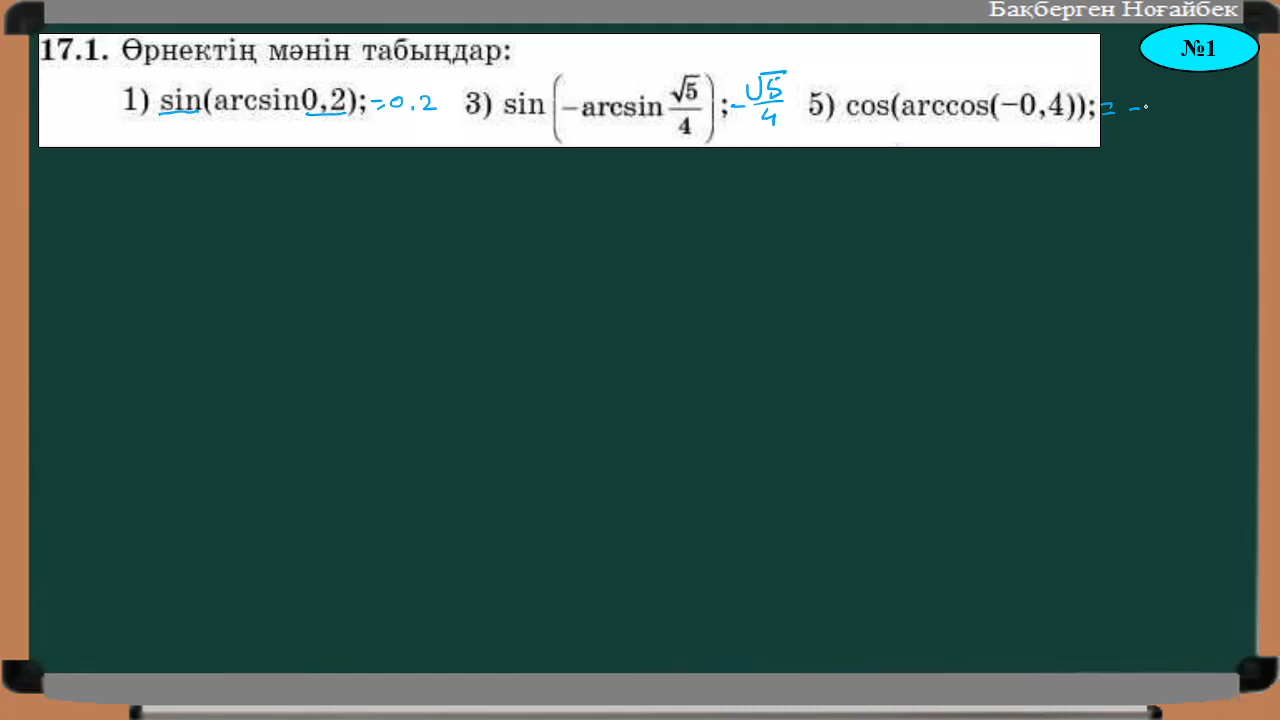 Бақберген Ноғайбек
№1
17.1. Өрнектің мәнін табыңдар:
1) sin(arcsin0,2); =0.2 3) sin(−arcsin √5/4); -√5/4 5) cos(arccos(−0,4)); = -